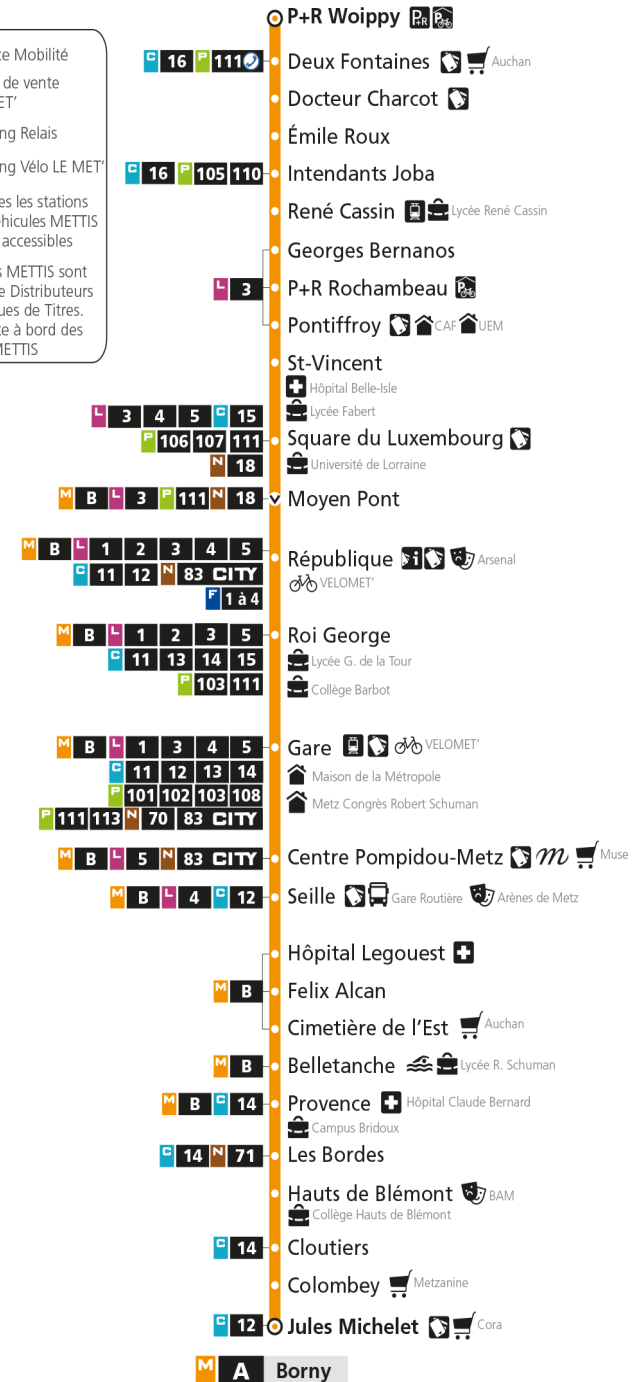 P+R Woippy P R P
te Mobilité
de vente
ET'
ng Relais
ng Vélo LE MET'
es les stations
éhicules METTIS
accessibles
s METTIS sont
e Distributeurs
ues de Titres.
te à bord des
METTIS
C 16 P 111 Deux Fontaines Auchan
Docteur Charcot
Émile Roux
C 16 P 105 110 Intendants Joba
René Cassin Lycée René Cassin
Georges Bernanos
L 3 P+R Rochambeau P
Pontiffroy CAF UEM
St-Vincent
Hôpital Belle-Isle
L 3 4 5 C 15 Lycée Fabert
P 106 107 111 Square du Luxembourg
N 18 Université de Lorraine
M B L 3 P 111 N 18 Moyen Pont
M B L 1 2 3 4 5 République i Arsenal
C 11 12 N 83 CITY VELOMET'
F 1 à 4
M B L 1 2 3 5 Roi George
C 11 13 14 15 Lycée G. de la Tour
P 103 111 Collège Barbot
M B L 1 3 4 5 Gare VELOMET'
C 11 12 13 14 Maison de la Métropole
P 101 102 103 108 Metz Congrès Robert Schuman
P 111 113 N 70 83 CITY
M B L 5 N 83 CITY Centre Pompidou-Metz m Muse
M B L 4 C 12 Seille Gare Routière Arènes de Metz
Hôpital Legouest
M B Felix Alcan
Cimetière de l'Est Auchan
M B Belletanche Lycée R. Schuman
M B C 14 Provence Hôpital Claude Bernard
Campus Bridoux
C 14 N 71 Les Bordes
Hauts de Blémont BAM
Collège Hauts de Blémont
C 14 Cloutiers
Colombey Metzanine
C 12 Jules Michelet Cora
M A Borny